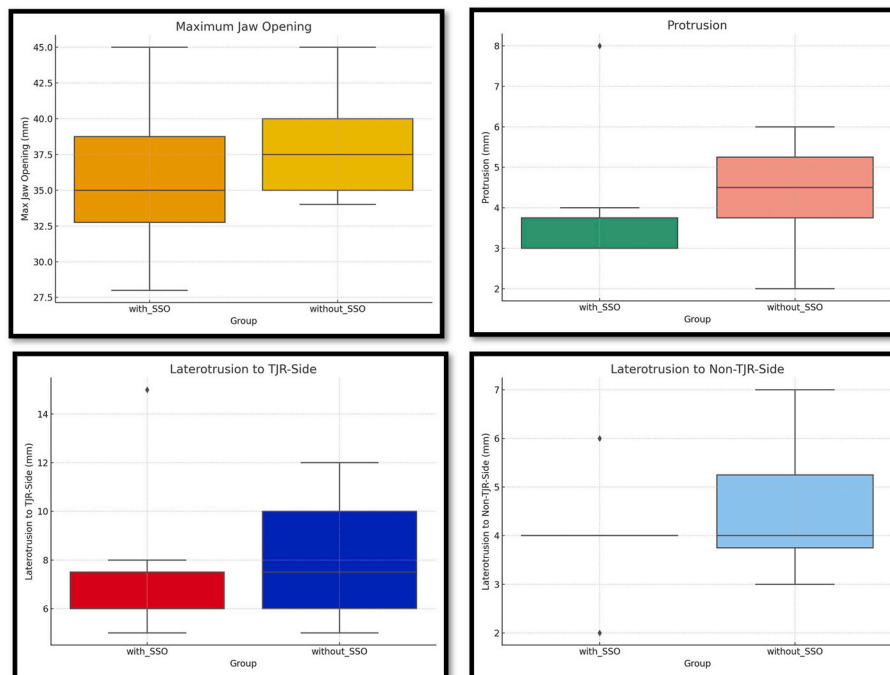 Maximum Jaw Opening
45.0
42.5
40.0
37.5
35.0
32.5
30.0
27.5
Max Jaw Opening (mm)
with_SSO
without_SSO
Group
Protrusion
8
7
6
5
4
3
2
Protrusion (mm)
with_SSO
without_SSO
Group
Laterotrusion to TJR-Side
14
12
10
8
6
Laterotrusion to TJR-Side (mm)
with_SSO
without_SSO
Group
Laterotrusion to Non-TJR-Side
7
6
5
4
3
2
Laterotrusion to Non-TJR-Side (mm)
with_SSO
without_SSO
Group